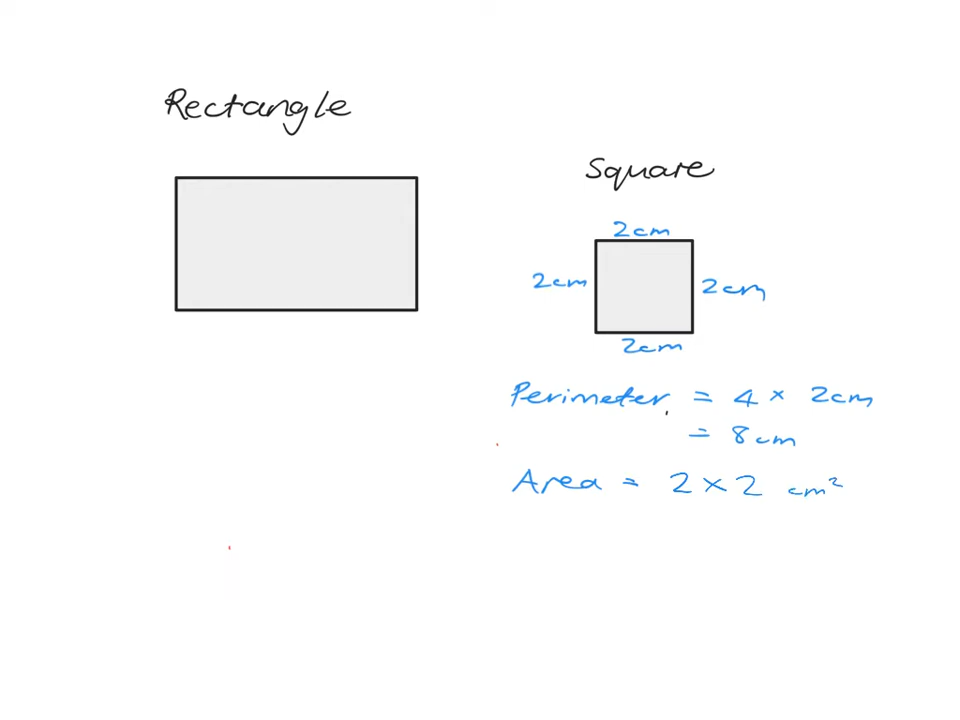 Rectangle
Square
2cm
2cm
2cm
2cm
Perimeter = 4 × 2cm
= 8cm
Area = 2 × 2 cm²